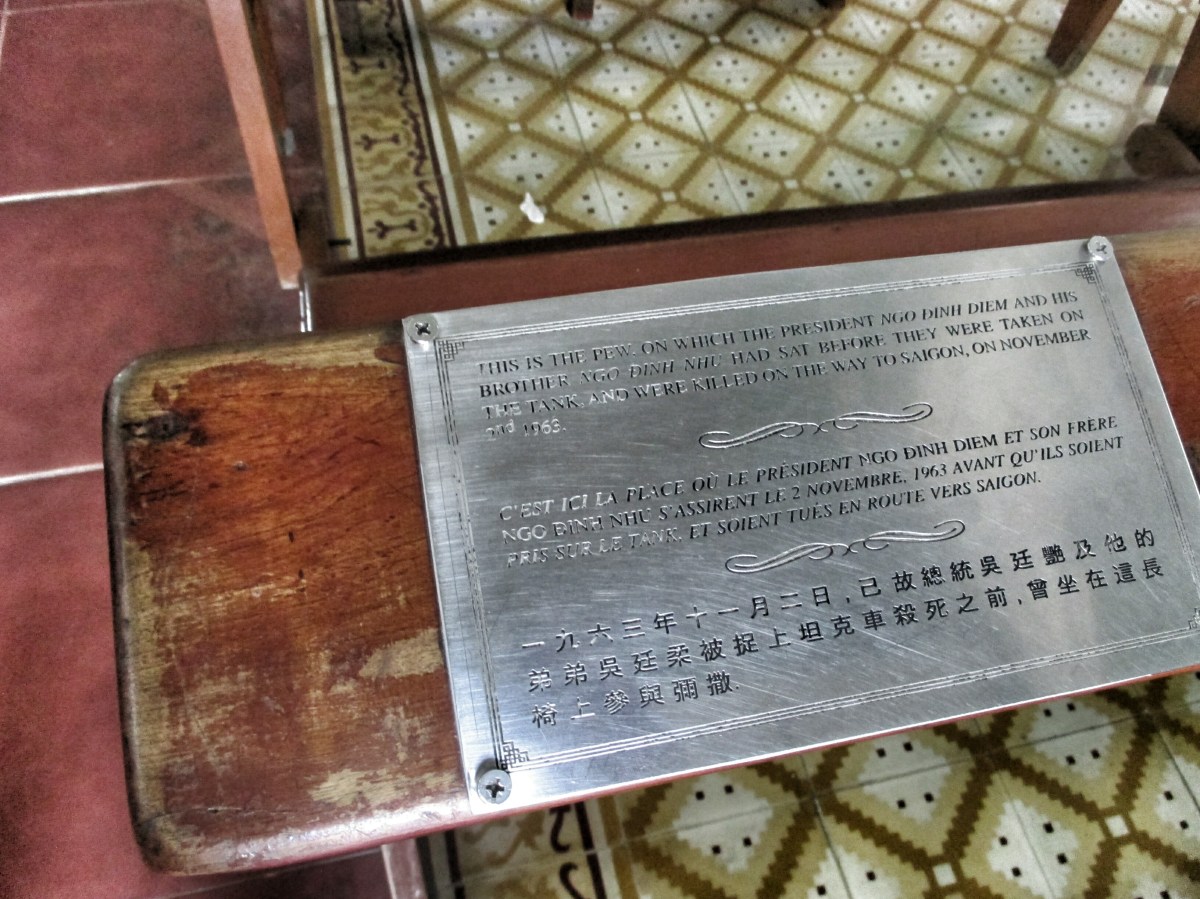 THIS IS THE PEW, ON WHICH THE PRESIDENT NGO ĐINH DIEM AND HIS
BROTHER, NGO ĐINH NHU HAD SAT BEFORE THEY WERE TAKEN ON
THE TANK, AND WERE KILLED ON THE WAY TO SAIGON, ON NOVEMBER
2nd 1963.
C'EST ICI LA PLACE OÙ LE PRÉSIDENT NGO ĐINH DIEM ET SON FRÈRE
NGO ĐINH NHU S'ASSIRENT LE 2 NOVEMBRE, 1963 AVANT QU'ILS SOIENT
PRIS SUR LE TANK, ET SOIENT TUÉS EN ROUTE VERS SAIGON.
一九六三年十一月二日,已故總統吳廷艷及他的
弟弟吳廷柔被捉上坦克車殺死之前,曾坐在這長
椅上參與彌撒.